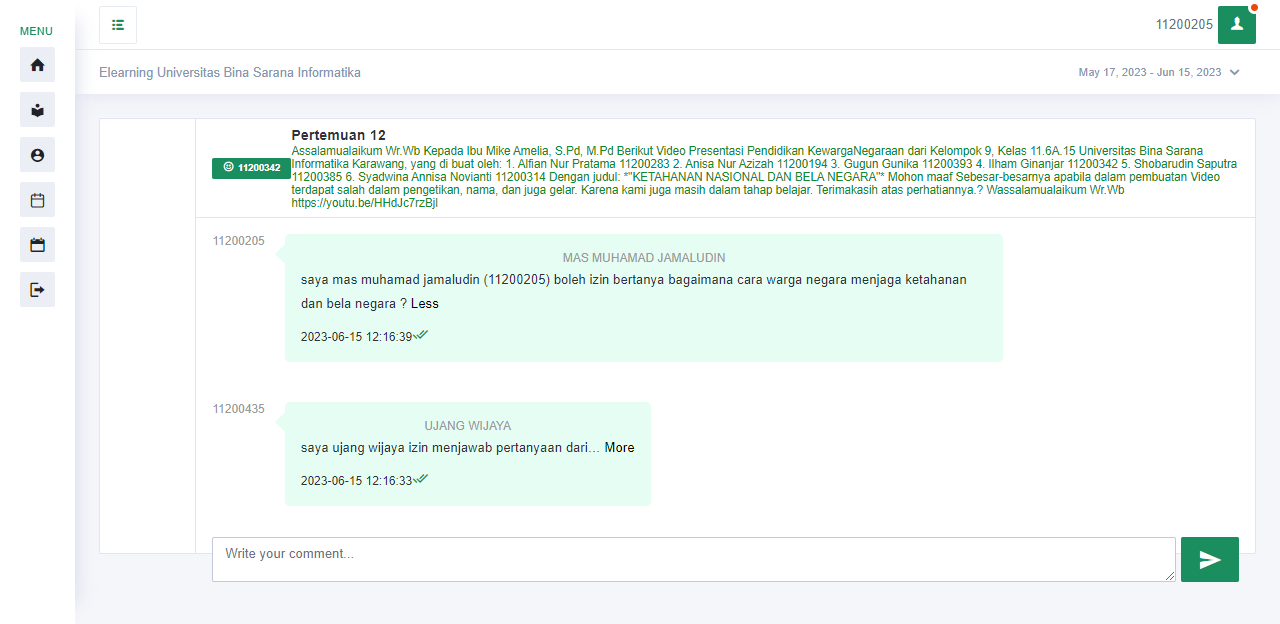 MENU
11200205
Elearning Universitas Bina Sarana Informatika
May 17, 2023 - Jun 15, 2023
Pertemuan 12
11200342
Assalamualaikum Wr.Wb Kepada Ibu Mike Amelia, S.Pd, M.Pd Berikut Video Presentasi Pendidikan KewargaNegaraan dari Kelompok 9, Kelas 11.6A.15 Universitas Bina Sarana
Informatika Karawang, yang di buat oleh: 1. Alfian Nur Pratama 11200283 2. Anisa Nur Azizah 11200194 3. Gugun Gunika 11200393 4. Ilham Ginanjar 11200342 5. Shobarudin Saputra
11200385 6. Syadwina Annisa Novianti 11200314 Dengan judul: *"KETAHANAN NASIONAL DAN BELA NEGARA"* Mohon maaf Sebesar-besarnya apabila dalam pembuatan Video
terdapat salah dalam pengetikan, nama, dan juga gelar. Karena kami juga masih dalam tahap belajar. Terimakasih atas perhatiannya.? Wassalamualaikum Wr.Wb
https://youtu.be/HHdJc7rzBjI
11200205
MAS MUHAMAD JAMALUDIN
saya mas muhamad jamaludin (11200205) boleh izin bertanya bagaimana cara warga negara menjaga ketahanan
dan bela negara ? Less
2023-06-15 12:16:39
11200435
UJANG WIJAYA
saya ujang wijaya izin menjawab pertanyaan dari... More
2023-06-15 12:16:33
Write your comment...